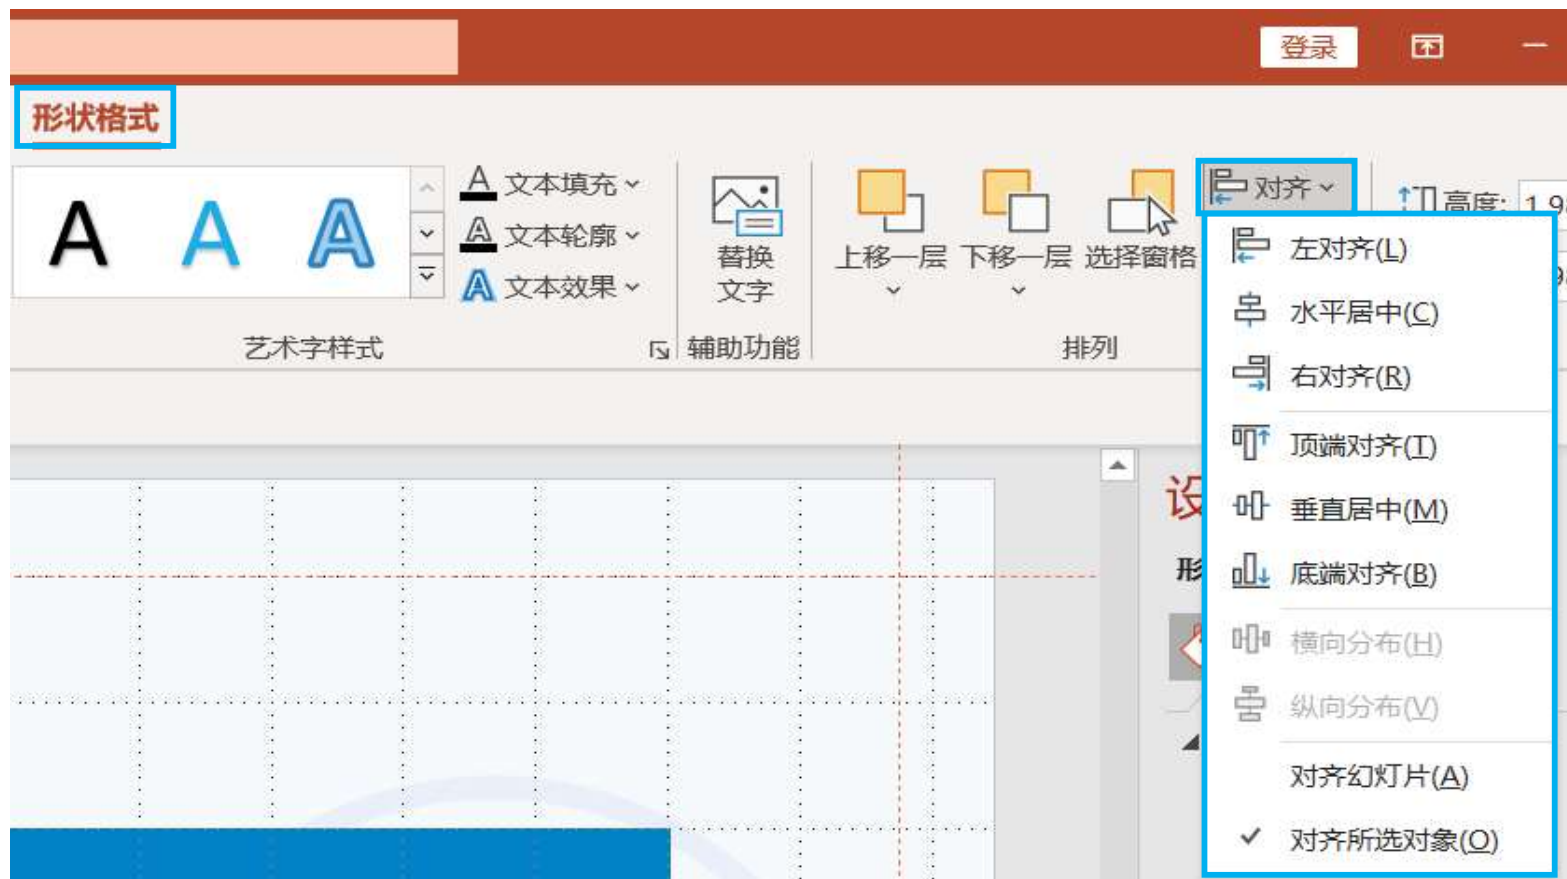 登录
形状格式
A A A
A 文本填充
A 文本轮廓
A 文本效果
艺术字样式
替换
文字
辅助功能
上移一层
下移一层
选择窗格
排列
对齐
高度:
左对齐(L)
水平居中(C)
右对齐(R)
顶端对齐(T)
垂直居中(M)
底端对齐(B)
横向分布(H)
纵向分布(V)
对齐幻灯片(A)
对齐所选对象(O)
设
形